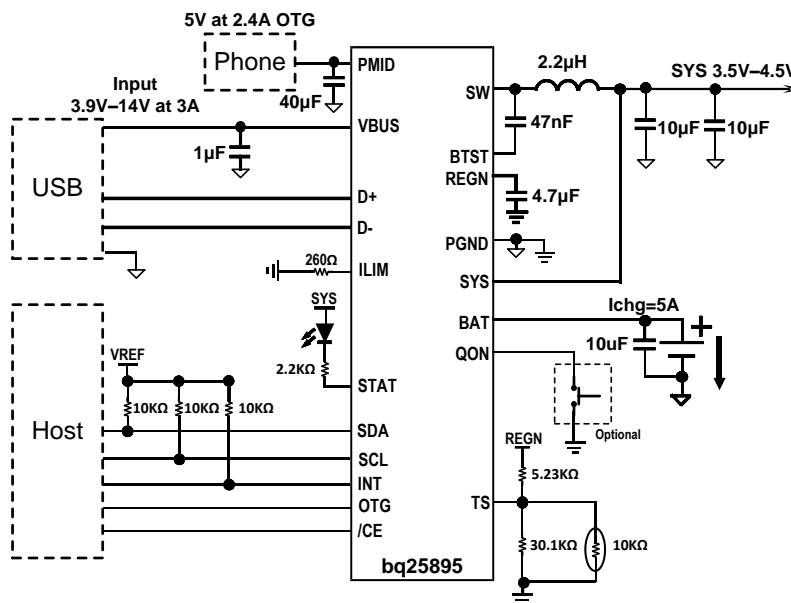 5V at 2.4A OTG
Phone
PMID
40µF
Input
3.9V–14V at 3A
VBUS
1µF
USB
D+
D-
260Ω
ILIM
SYS
2.2KΩ
STAT
VREF
10KΩ
10KΩ
10KΩ
Host
SDA
SCL
INT
OTG
/CE
bq25895
2.2µH
SYS 3.5V–4.5V
SW
47nF
10µF
10µF
BTST
REGN
4.7µF
PGND
SYS
Ichg=5A
BAT
+
10uF
QON
Optional
REGN
5.23KΩ
TS
30.1KΩ
10KΩ